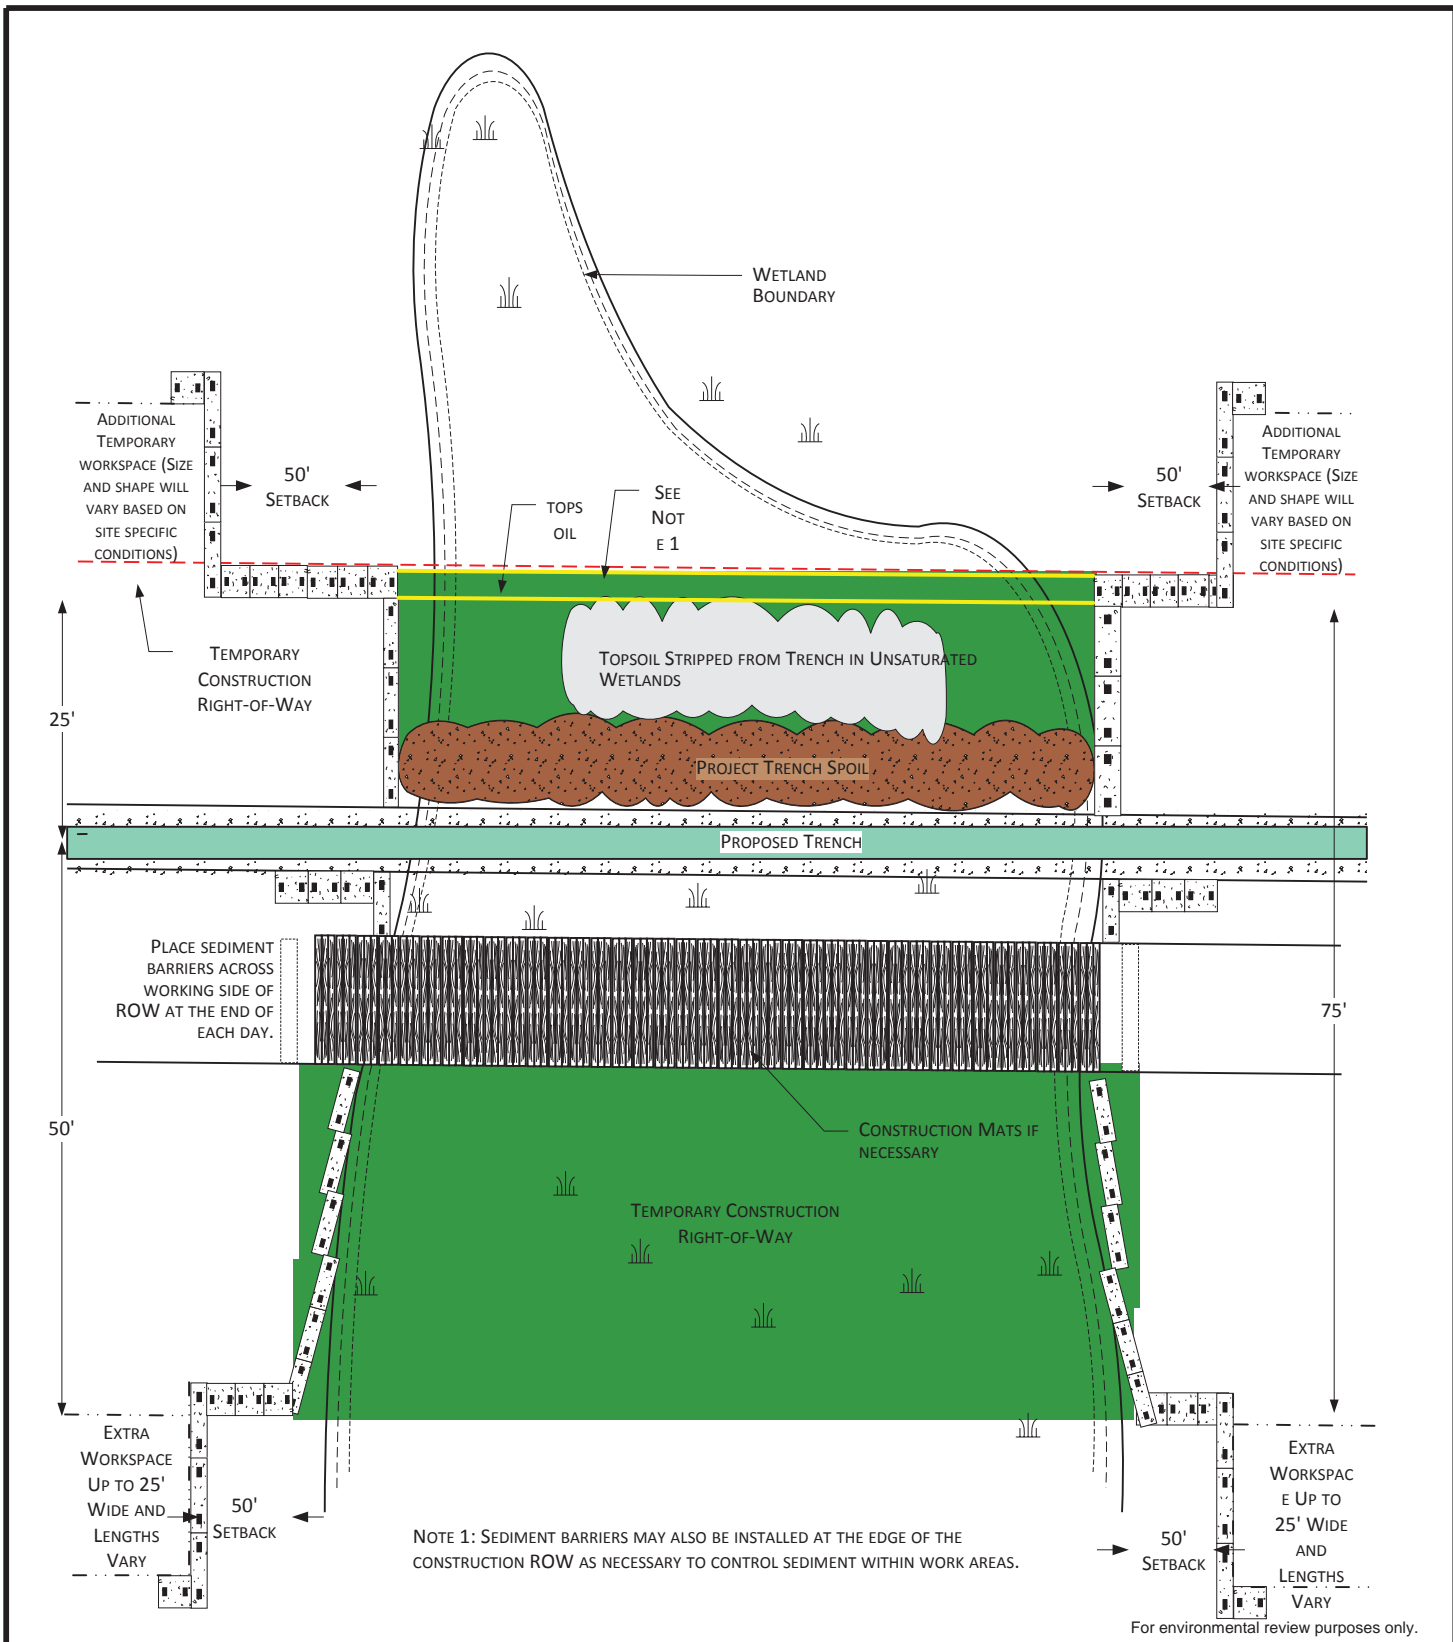 WETLAND
BOUNDARY
ADDITIONAL
TEMPORARY
WORKSPACE (SIZE
AND SHAPE WILL
VARY BASED ON
SITE SPECIFIC
CONDITIONS)
50'
SETBACK
TOPS
OIL
SEE
NOT
E 1
50'
SETBACK
ADDITIONAL
TEMPORARY
WORKSPACE (SIZE
AND SHAPE WILL
VARY BASED ON
SITE SPECIFIC
CONDITIONS)
TEMPORARY
CONSTRUCTION
RIGHT-OF-WAY
25'
TOPSOIL STRIPPED FROM TRENCH IN UNSATURATED
WETLANDS
PROJECT TRENCH SPOIL
PROPOSED TRENCH
PLACE SEDIMENT
BARRIERS ACROSS
WORKING SIDE OF
ROW AT THE END OF
EACH DAY.
75'
50'
CONSTRUCTION MATS IF
NECESSARY
TEMPORARY CONSTRUCTION
RIGHT-OF-WAY
EXTRA
WORKSPACE
UP TO 25'
WIDE AND
LENGTHS
VARY
50'
SETBACK
NOTE 1: SEDIMENT BARRIERS MAY ALSO BE INSTALLED AT THE EDGE OF THE
CONSTRUCTION ROW AS NECESSARY TO CONTROL SEDIMENT WITHIN WORK AREAS.
50'
SETBACK
EXTRA
WORKSPAC
E UP TO
25' WIDE
AND
LENGTHS
VARY
For environmental review purposes only.